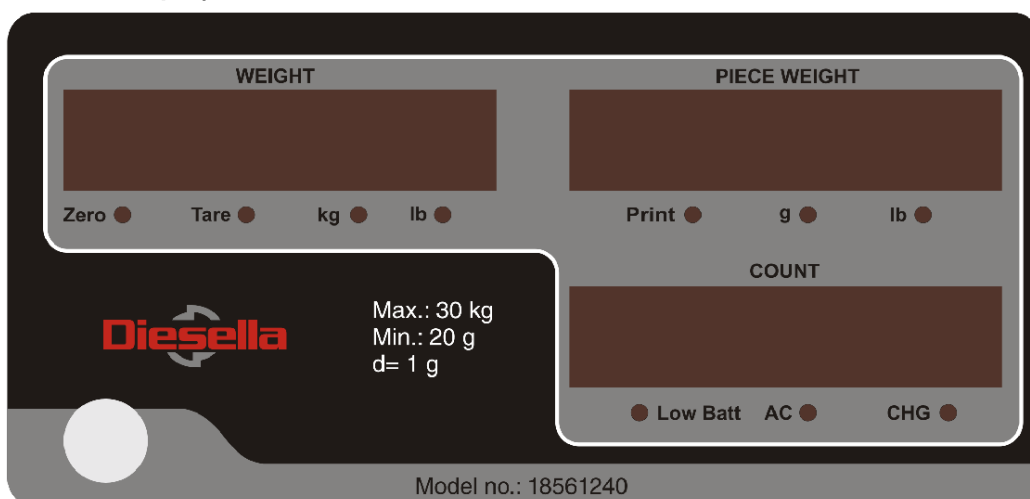 WEIGHT
PIECE WEIGHT
Zero Tare kg lb
Print g lb
COUNT
Diesella
Max.: 30 kg
Min.: 20 g
d= 1 g
Low Batt AC CHG
Model no.: 18561240